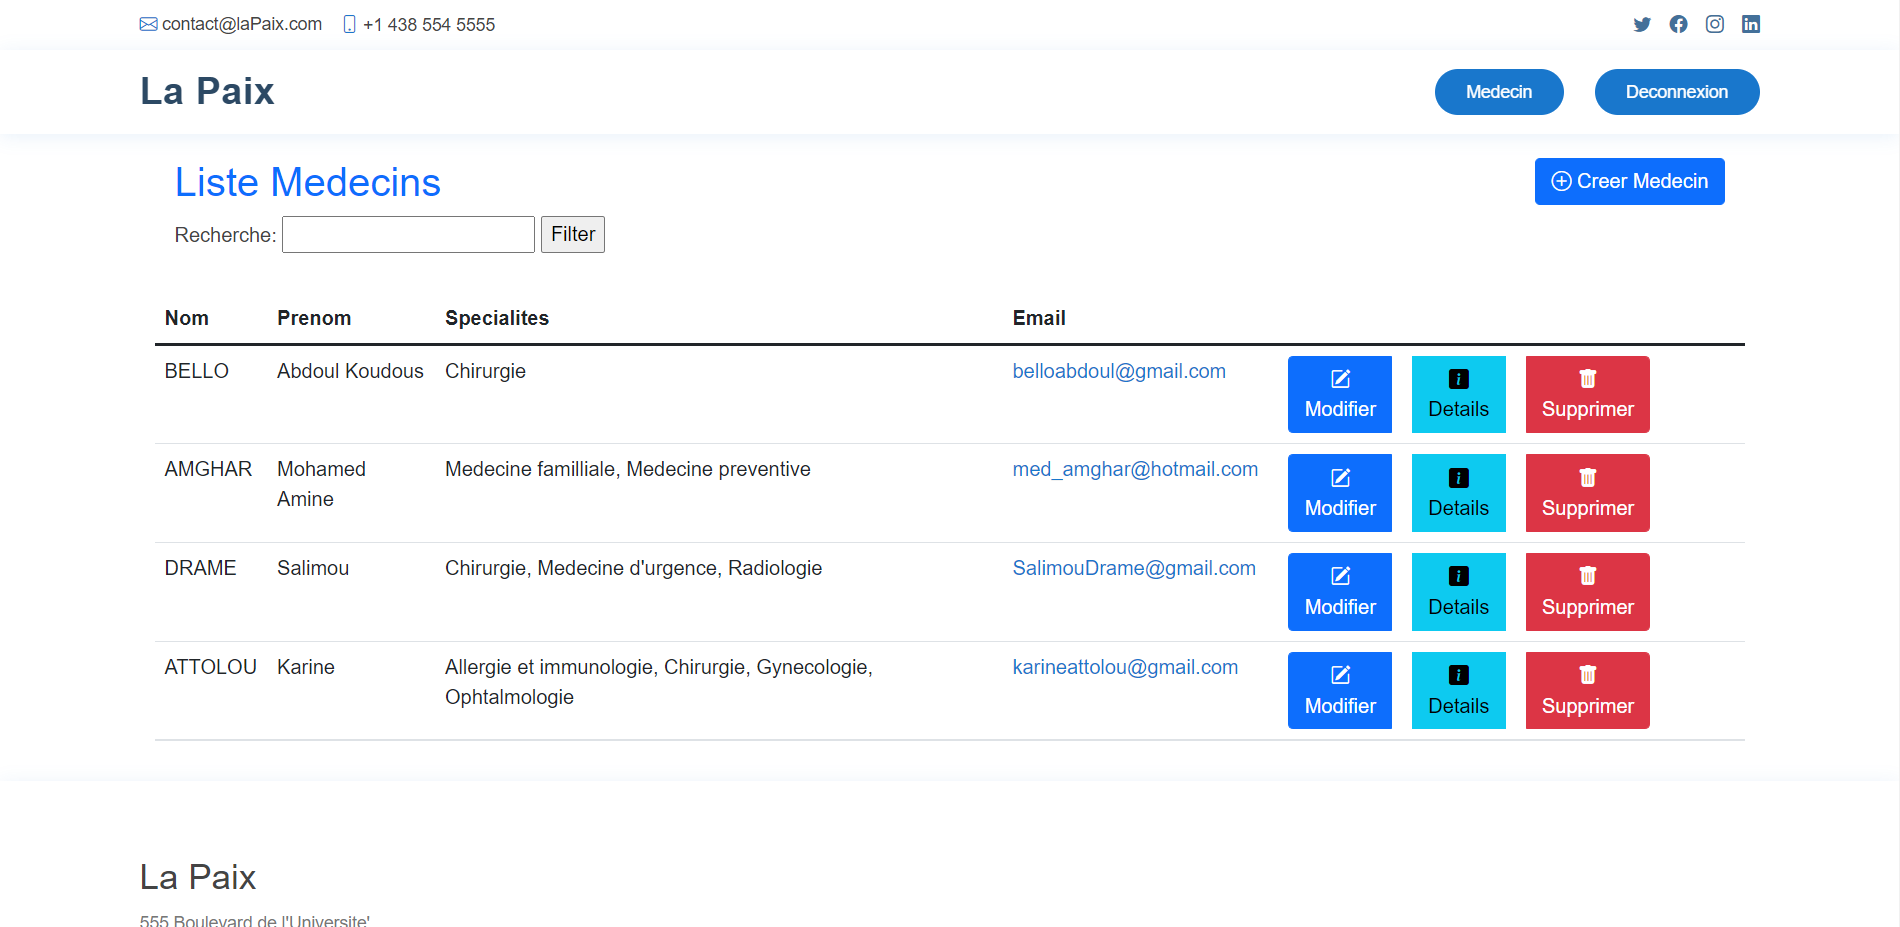 contact@laPaix.com +1 438 554 5555
La Paix Medecin Deconnexion
Liste Medecins Creer Medecin
Recherche: Filter
Nom Prenom Specialites Email
BELLO Abdoul Koudous Chirurgie belloabdoul@gmail.com
Modifier Details Supprimer
AMGHAR Mohamed Medecine familliale, Medecine preventive med_amghar@hotmail.com
Amine Modifier Details Supprimer
DRAME Salimou Chirurgie, Medecine d'urgence, Radiologie SalimouDrame@gmail.com
Modifier Details Supprimer
ATTOLOU Karine Allergie et immunologie, Chirurgie, Gynecologie, karineattolou@gmail.com
Ophtalmologie Modifier Details Supprimer
La Paix
555 Boulevard de l'Universite'